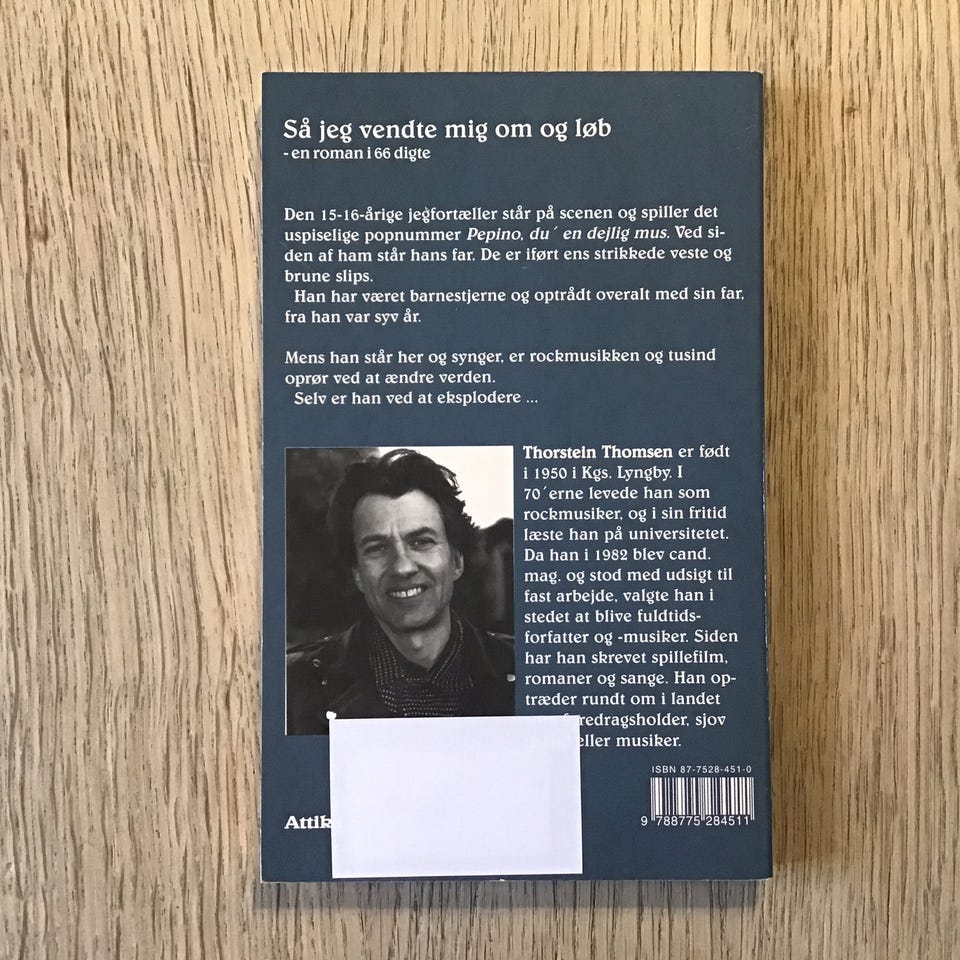 Så jeg vendte mig om og løb
- en roman i 66 digte
Den 15-16-årige jegfortæller står på scenen og spiller det
uspiselige popnummer Pepino, du´ en dejlig mus. Ved si-
den af ham står hans far. De er iført ens strikkede veste og
brune slips.
Han har været barnestjerne og optrådt overalt med sin far,
fra han var syv år.
Mens han står her og synger, er rockmusikken og tusind
oprør ved at ændre verden.
Selv er han ved at eksplodere ...
Thorstein Thomsen er født
i 1950 i Kgs. Lyngby. I
70´erne levede han som
rockmusiker, og i sin fritid
læste han på universitetet.
Da han i 1982 blev cand.
mag. og stod med udsigt til
fast arbejde, valgte han i
stedet at blive fuldtids-
forfatter og -musiker. Siden
har han skrevet spillefilm,
romaner og sange. Han op-
træder rundt om i landet
redragsholder, sjov
eller musiker.
ISBN 87-7528-451-0
9 788775 284511
Attik